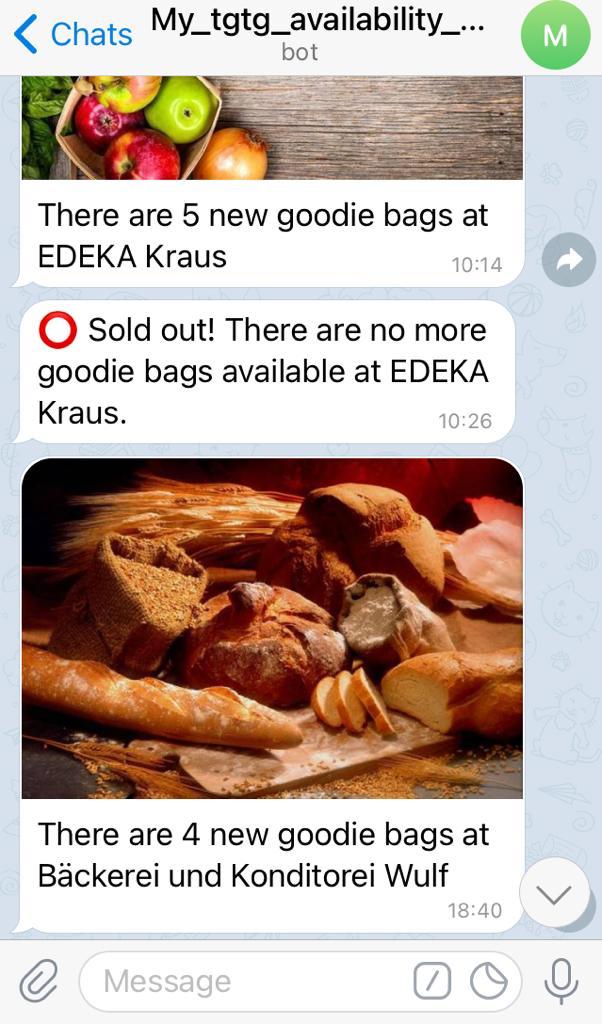 Chats
My_tgtg_availability_...
bot
M
There are 5 new goodie bags at
EDEKA Kraus
10:14
Sold out! There are no more
goodie bags available at EDEKA
Kraus.
10:26
There are 4 new goodie bags at
Bäckerei und Konditorei Wulf
18:40
Message